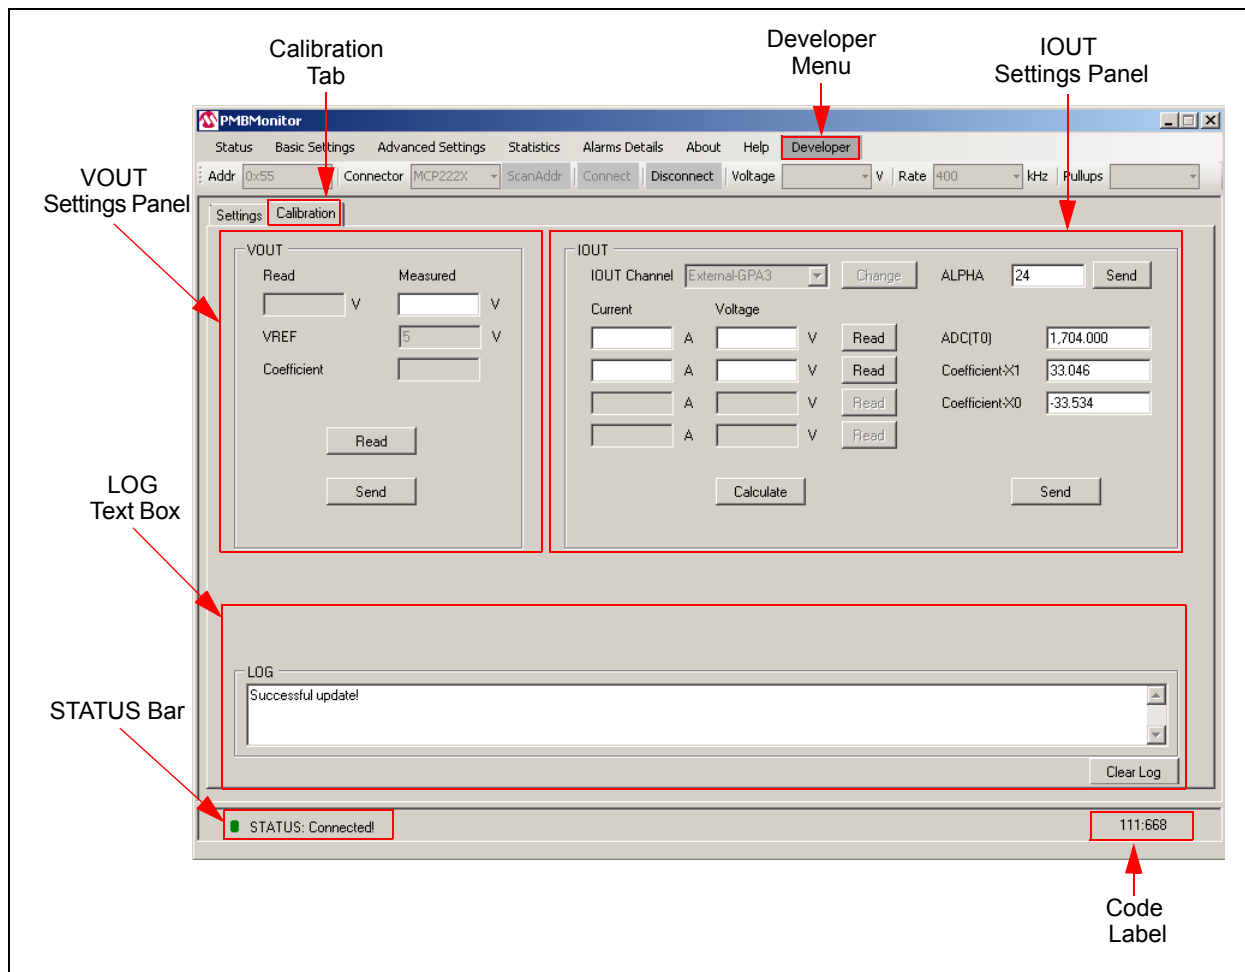 Calibration
Tab
Developer
Menu
IOUT
Settings Panel
VOUT
Settings Panel
LOG
Text Box
STATUS Bar
Code
Label
PMBMonitor
Status Basic Settings Advanced Settings Statistics Alarms Details About Help Developer
Addr 0x55 Connector MCP222X ScanAddr Connect Disconnect Voltage V Rate 400 kHz Pullups
Settings Calibration
VOUT
Read Measured
V V
VREF 5 V
Coefficient
Read
Send
IOUT
IOUT Channel External-GPA3 Change ALPHA 24 Send
Current Voltage
A V Read ADC(T0) 1,704.000
A V Read Coefficient-X1 33.046
A V Read Coefficient-X0 -33.534
A V Read
Calculate Send
LOG
Successful update!
Clear Log
STATUS: Connected! 111:668